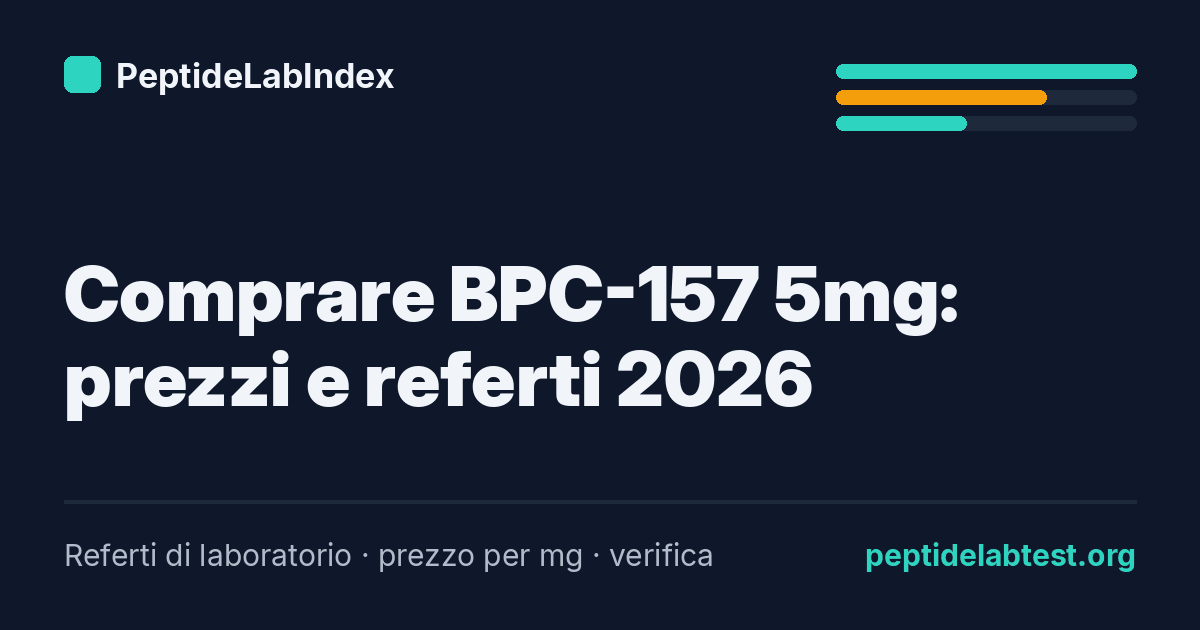 PeptideLabIndex
Comprare BPC-157 5mg:
prezzi e referti 2026
Referti di laboratorio · prezzo per mg · verifica
peptidelabtest.org